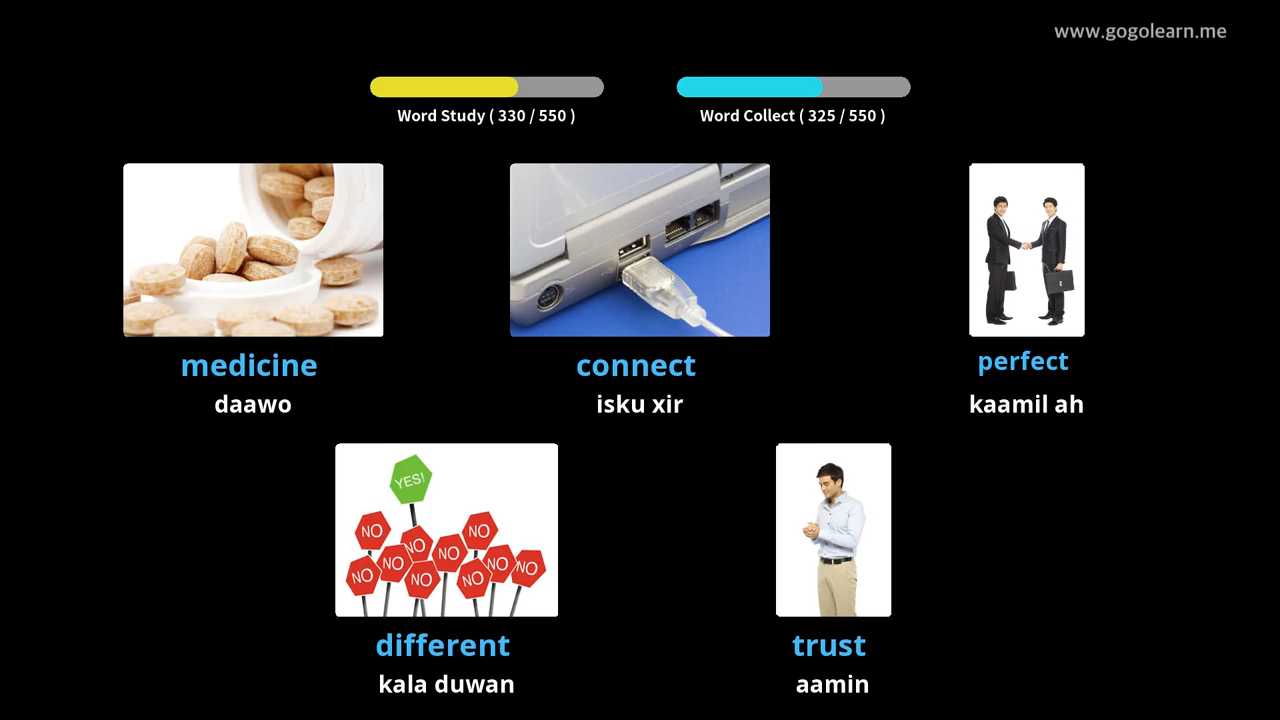 www.gogolearn.me
Word Study ( 330 / 550 )
Word Collect ( 325 / 550 )
medicine
daawo
connect
isku xir
perfect
kaamil ah
YES!
NO
NO
NO
NO
NO
NO
NO
NO
NO
NO
different
kala duwan
trust
aamin